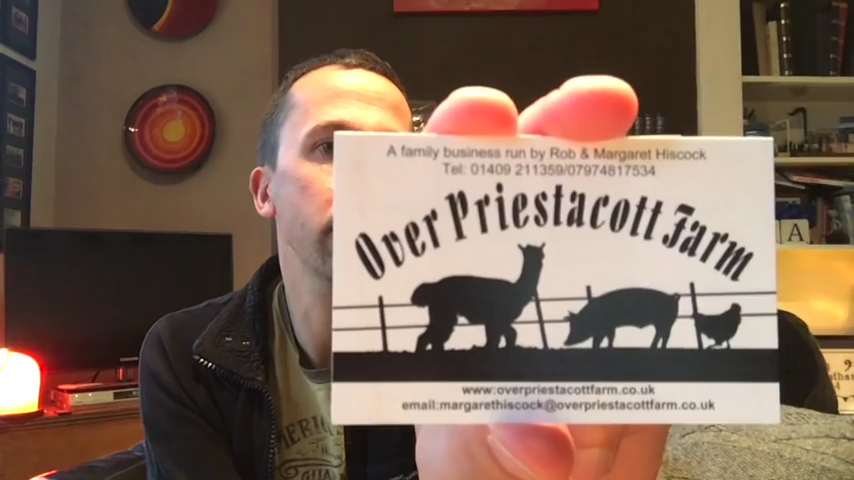 A family business run by Rob & Margaret Hiscock
Tel: 01409 211359/07974817534
Over Priestacott Farm
www.overpriestacottfarm.co.uk
email:margarethiscock@overpriestacottfarm.co.uk
SAMSUNG
A